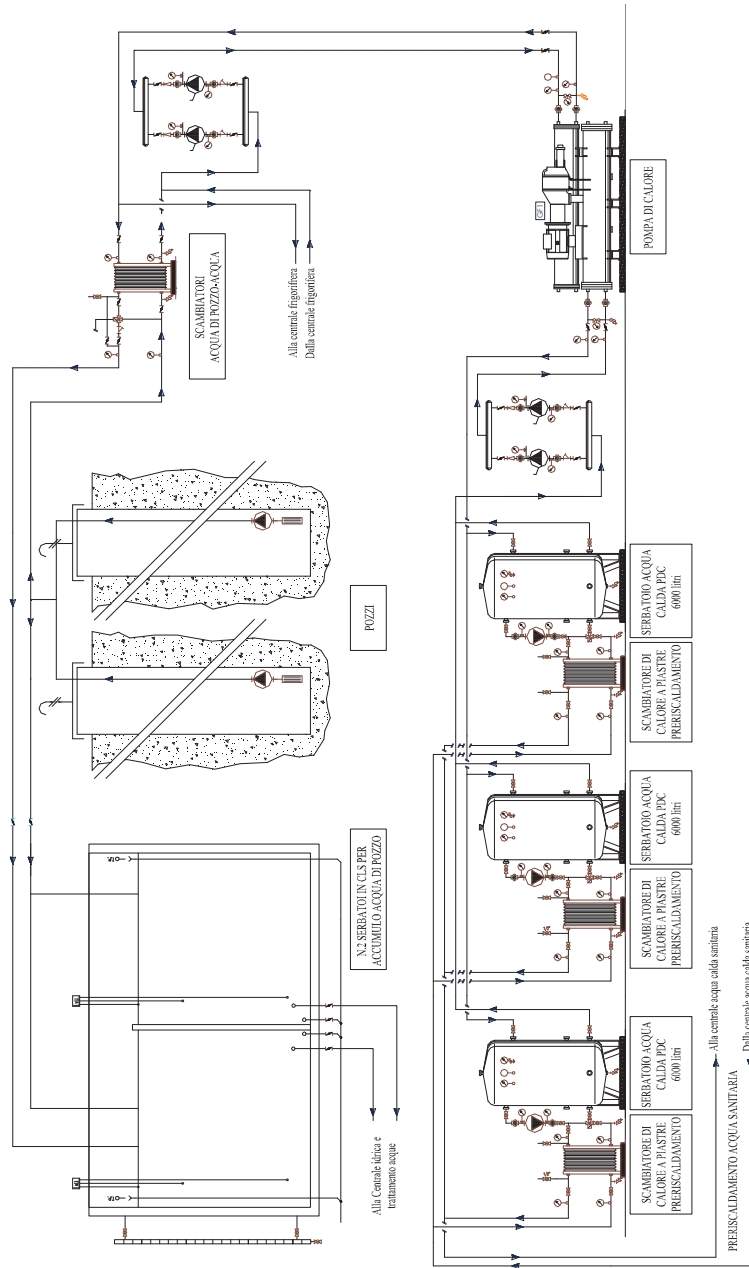 SCAMBIATORI
ACQUA DI POZZO-ACQUA
Alla centrale frigorifrera
Dalla centrale frigorifera
GF1
POMPA DI CALORE
POZZI
N.2 SERBATOI IN CLS PER
ACCUMULO ACQUA DI POZZO
Alla Centrale idrica e
trattamento acque
SERBATOIO ACQUA
CALDA PDC
6000 litri
SCAMBIATORE DI
CALORE A PIASTRE
PRERISCALDAMENTO
SERBATOIO ACQUA
CALDA PDC
6000 litri
SCAMBIATORE DI
CALORE A PIASTRE
PRERISCALDAMENTO
SERBATOIO ACQUA
CALDA PDC
6000 litri
SCAMBIATORE DI
CALORE A PIASTRE
PRERISCALDAMENTO
Alla centrale acqua calda sanitaria
PRERISCALDAMENTO ACQUA SANITARIA
Dalla centrale acqua calda sanitaria